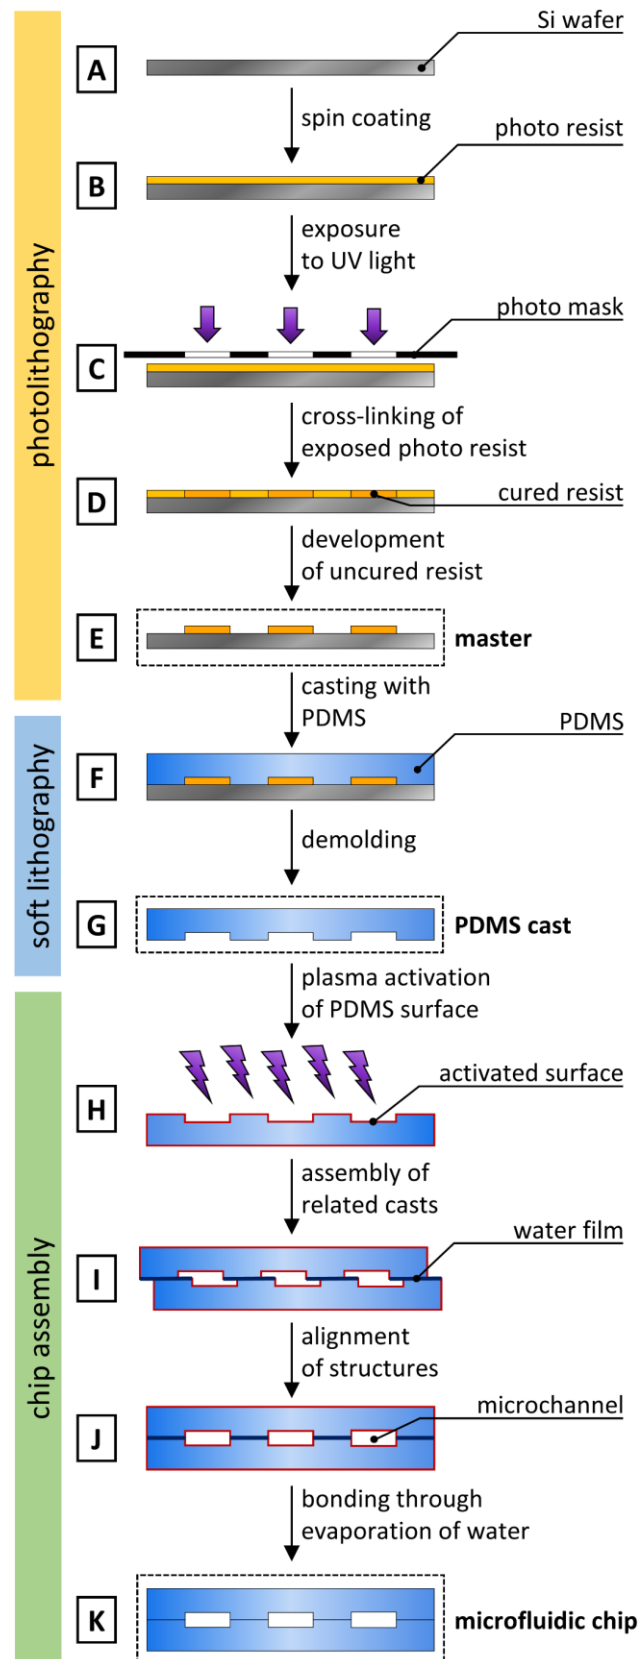 Si wafer
A
spin coating
photo resist
B
exposure
to UV light
photo mask
C
cross-linking of
exposed photo resist
cured resist
D
development
of uncured resist
E
master
photolithography
casting with
PDMS
PDMS
F
demolding
G
PDMS cast
soft lithography
plasma activation
of PDMS surface
activated surface
H
assembly of
related casts
water film
I
alignment
of structures
microchannel
J
bonding through
evaporation of water
K
microfluidic chip
chip assembly